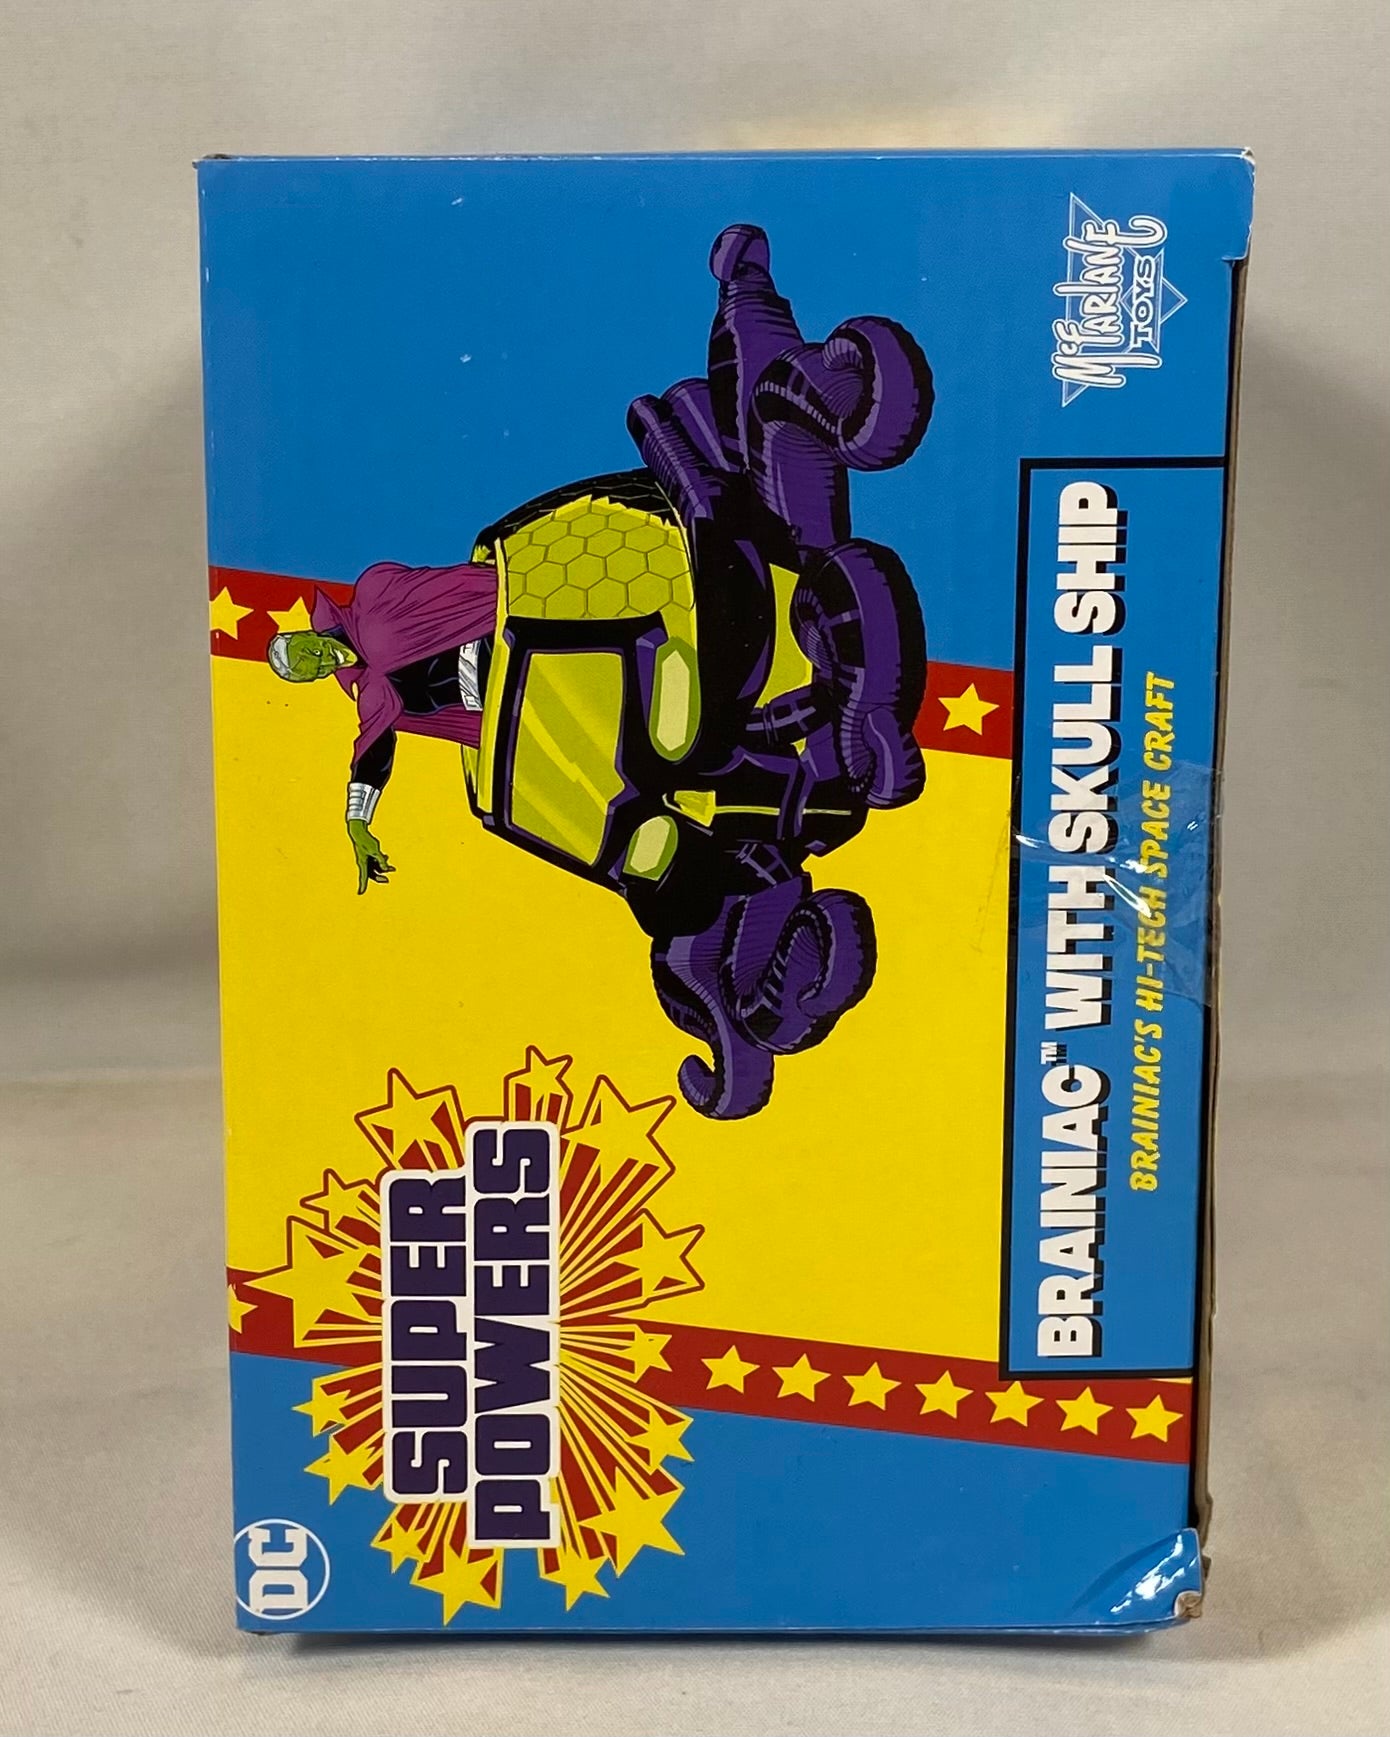 DC
SUPER
POWERS
BRAINIAC™ WITH SKULL SHIP
BRAINIAC'S HI-TECH SPACE CRAFT
McFARLANE
TOYS